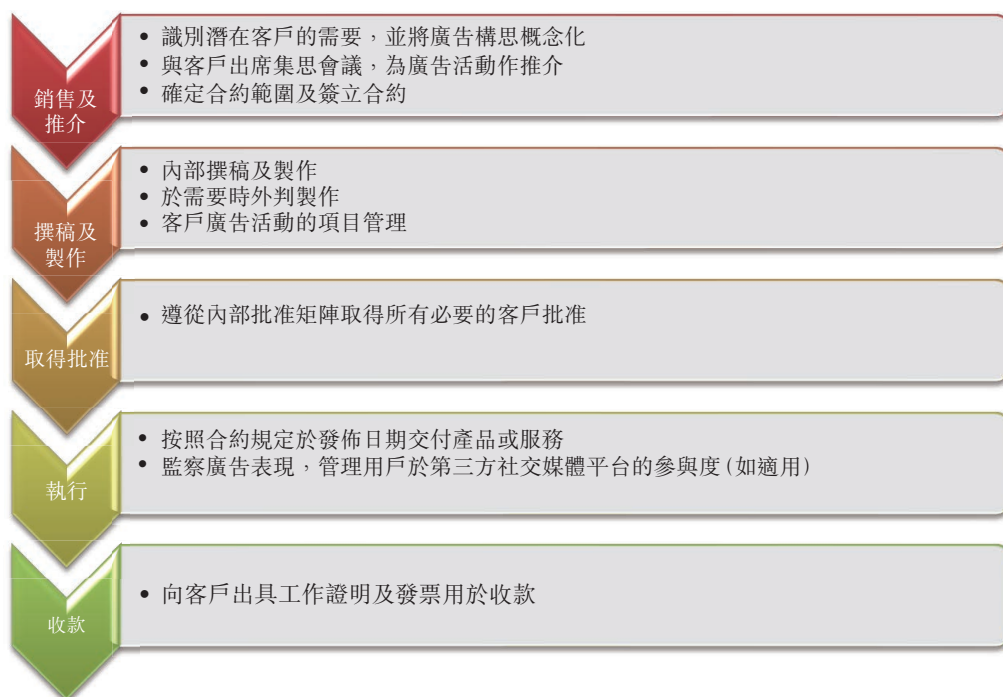 銷售及
推介
• 識別潛在客戶的需要，並將廣告構思概念化
• 與客戶出席集思會議，為廣告活動作推介
• 確定合約範圍及簽立合約
撰稿及
製作
• 內部撰稿及製作
• 於需要時外判製作
• 客戶廣告活動的項目管理
取得批准
• 遵從內部批准矩陣取得所有必要的客戶批准
執行
• 按照合約規定於發佈日期交付產品或服務
• 監察廣告表現，管理用戶於第三方社交媒體平台的參與度(如適用)
收款
• 向客戶出具工作證明及發票用於收款